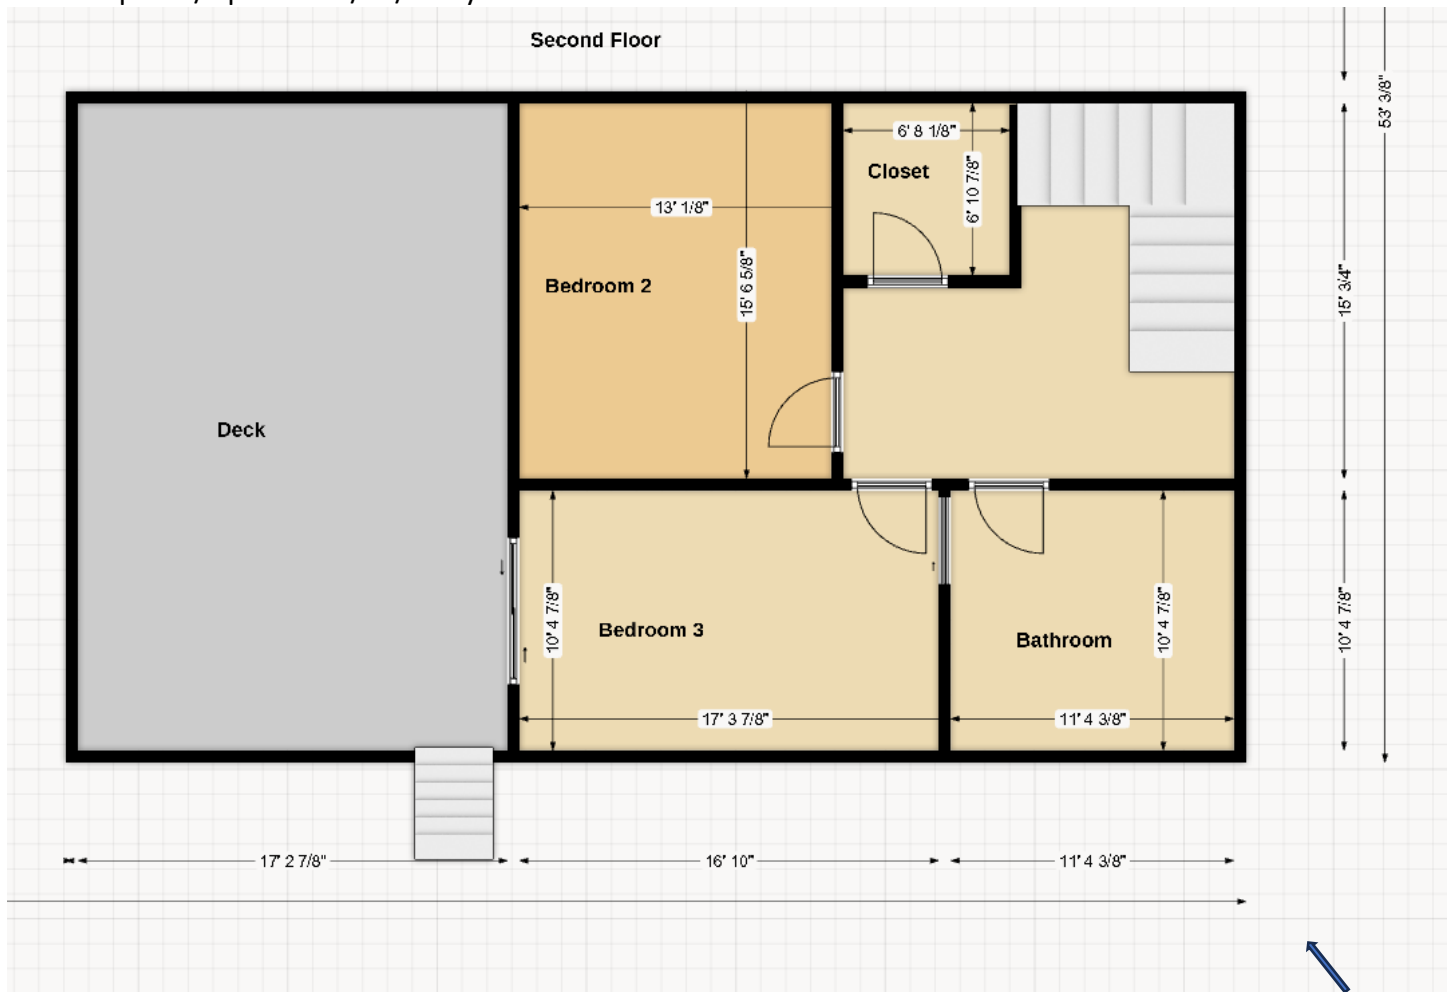 Second Floor
53' 3/8"
6' 8 1/8"
Closet
6' 10 7/8"
13' 1/8"
15' 6 5/8"
15' 3/4"
Bedroom 2
Deck
10' 4 7/8"
Bedroom 3
10' 4 7/8"
Bathroom
10' 4 7/8"
17' 3 7/8"
11' 4 3/8"
17' 2 7/8"
16' 10"
11' 4 3/8"